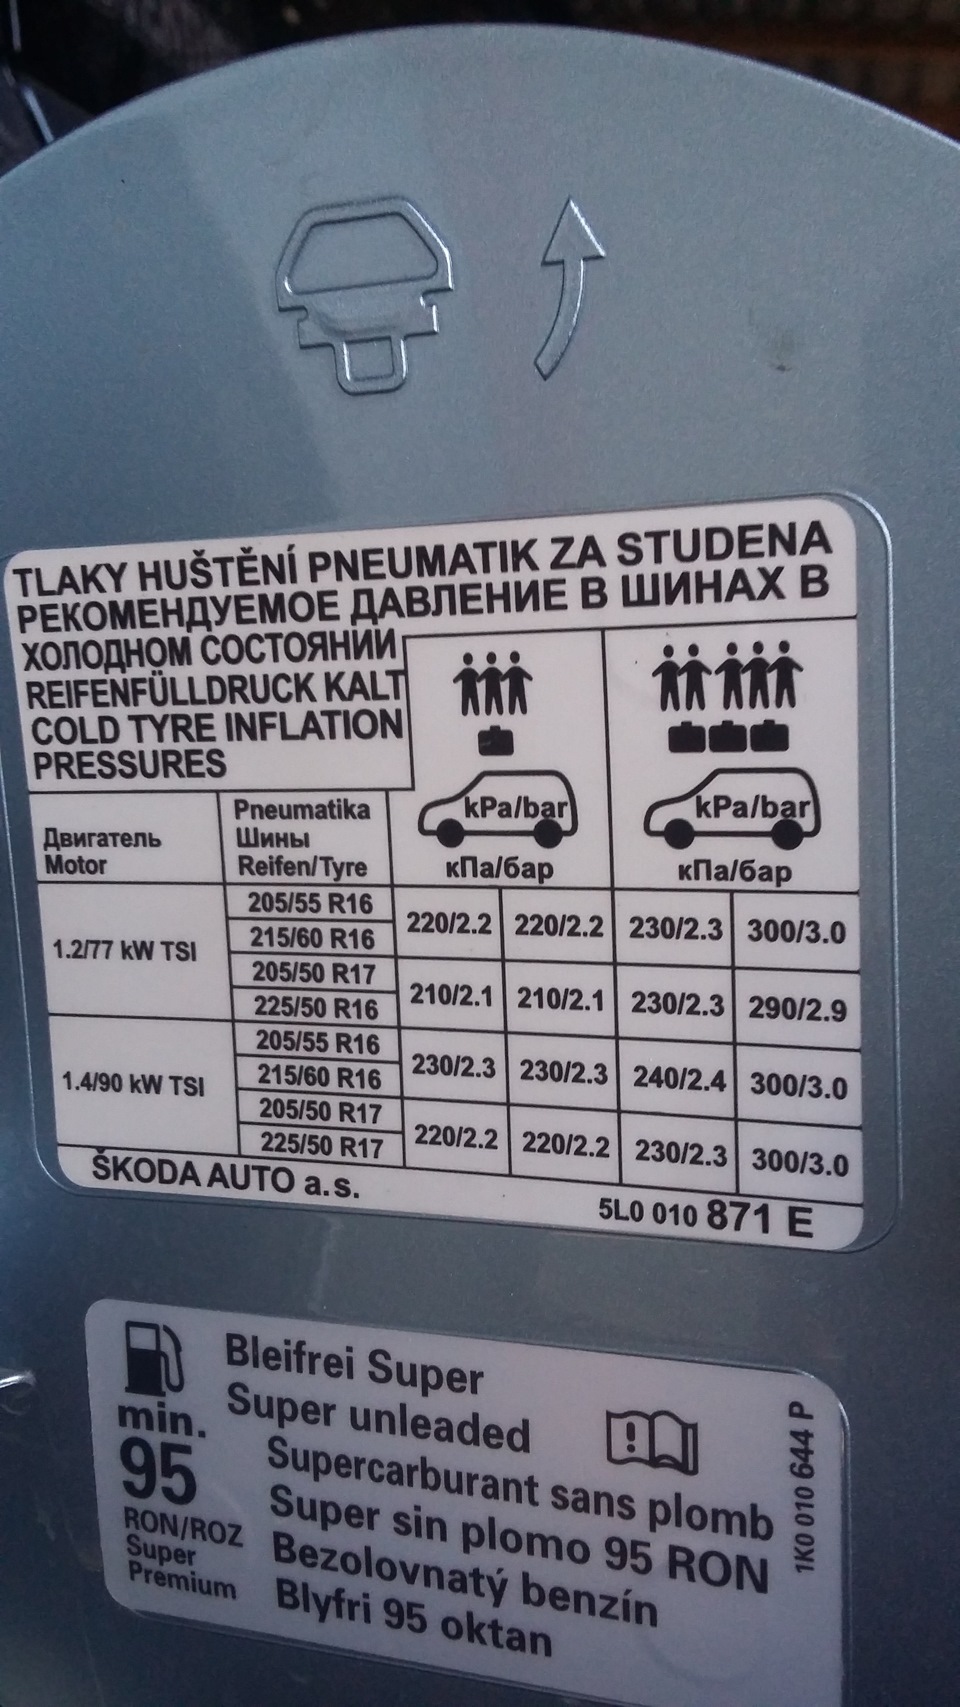 TLAKY HUŠTĚNÍ PNEUMATIK ZA STUDENA
РЕКОМЕНДУЕМОЕ ДАВЛЕНИЕ В ШИНАХ В
ХОЛОДНОМ СОСТОЯНИИ
REIFENFÜLLDRUCK KALT
COLD TYRE INFLATION
PRESSURES
kPa/bar kPa/bar
кПа/бар кПа/бар
Двигатель
Motor
Pneumatika
Шины
Reifen/Tyre
1.2/77 kW TSI
205/55 R16
215/60 R16
220/2.2 220/2.2 230/2.3 300/3.0
205/50 R17
225/50 R16
210/2.1 210/2.1 230/2.3 290/2.9
1.4/90 kW TSI
205/55 R16
215/60 R16
230/2.3 230/2.3 240/2.4 300/3.0
205/50 R17
225/50 R17
220/2.2 220/2.2 230/2.3 300/3.0
ŠKODA AUTO a.s.
5L0 010 871 E
min.
95
RON/ROZ
Super
Premium
Bleifrei Super
Super unleaded
Supercarburant sans plomb
Super sin plomo 95 RON
Bezolovnatý benzín
Blyfri 95 oktan
1K0 010 644 P